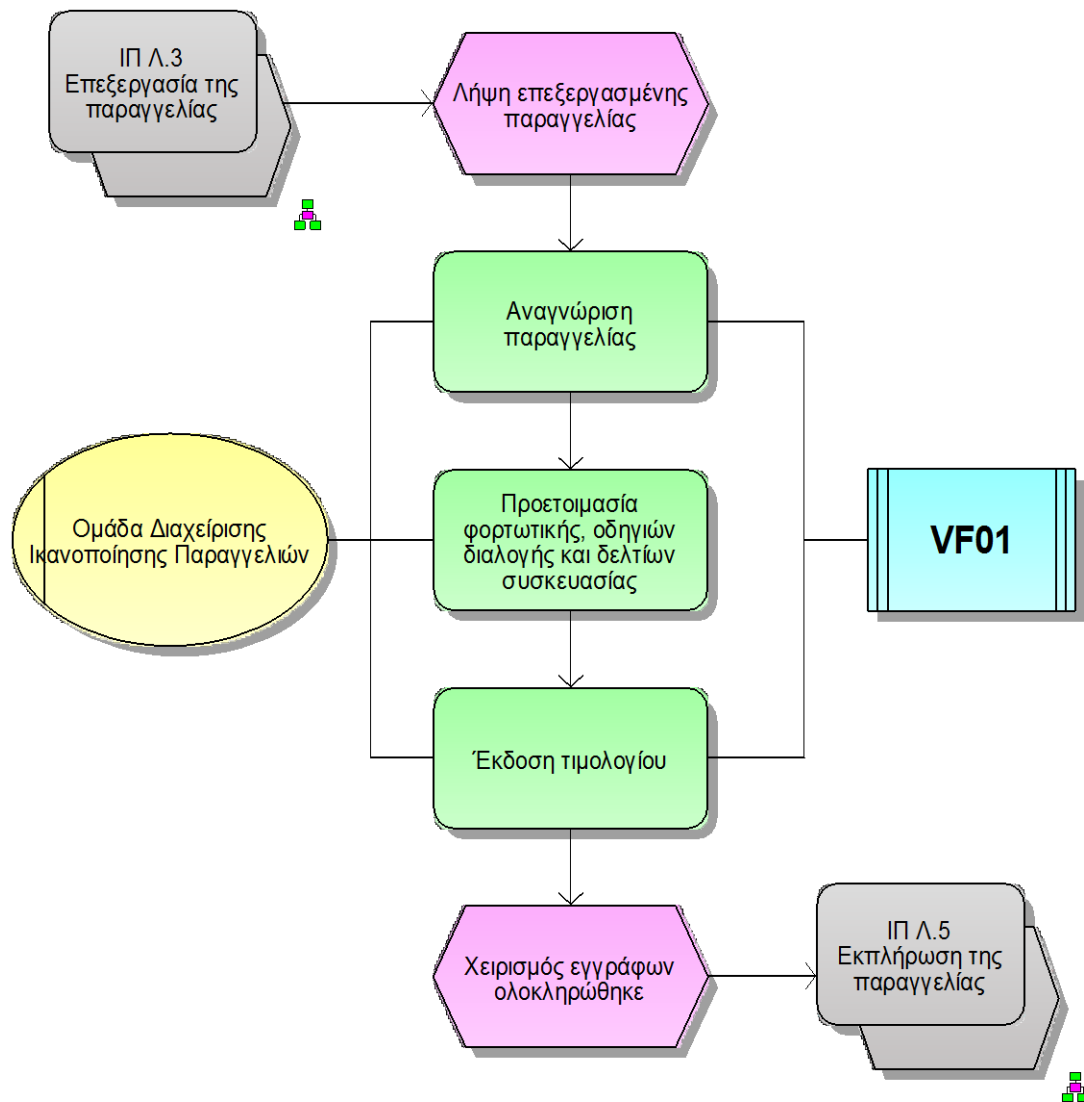 ΙΠ Λ.3
Επεξεργασία της
παραγγελίας
Λήψη επεξεργασμένης
παραγγελίας
Αναγνώριση
παραγγελίας
Ομάδα Διαχείρισης
Ικανοποίησης Παραγγελιών
Προετοιμασία
φορτωτικής, οδηγιών
διαλογής και δελτίων
συσκευασίας
VF01
Έκδοση τιμολογίου
Χειρισμός εγγράφων
ολοκληρώθηκε
ΙΠ Λ.5
Εκπλήρωση της
παραγγελίας